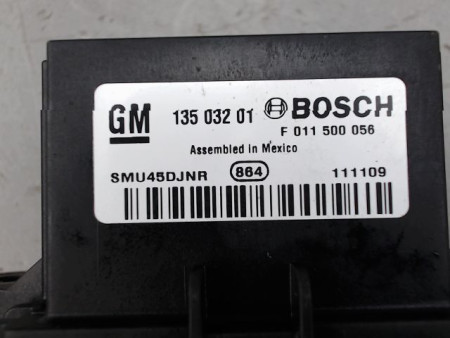 GM 135 032 01 BOSCH
F 011 500 056
Assembled in Mexico
SMU45DJNR 864 111109